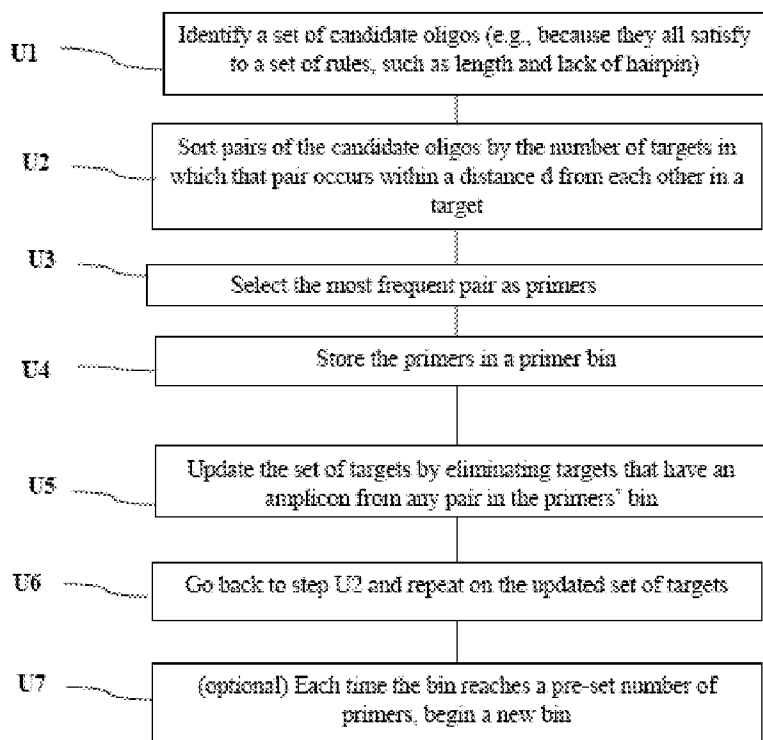 U1
Identify a set of candidate oligos (e.g., because they all satisfy
to a set of rules, such as length and lack of hairpin)
U2
Sort pairs of the candidate oligos by the number of targets in
which that pair occurs within a distance d from each other in a
target
U3
Select the most frequent pair as primers
U4
Store the primers in a primer bin
U5
Update the set of targets by eliminating targets that have an
amplicon from any pair in the primers’ bin
U6
Go back to step U2 and repeat on the updated set of targets
U7
(optional) Each time the bin reaches a pre-set number of
primers, begin a new bin